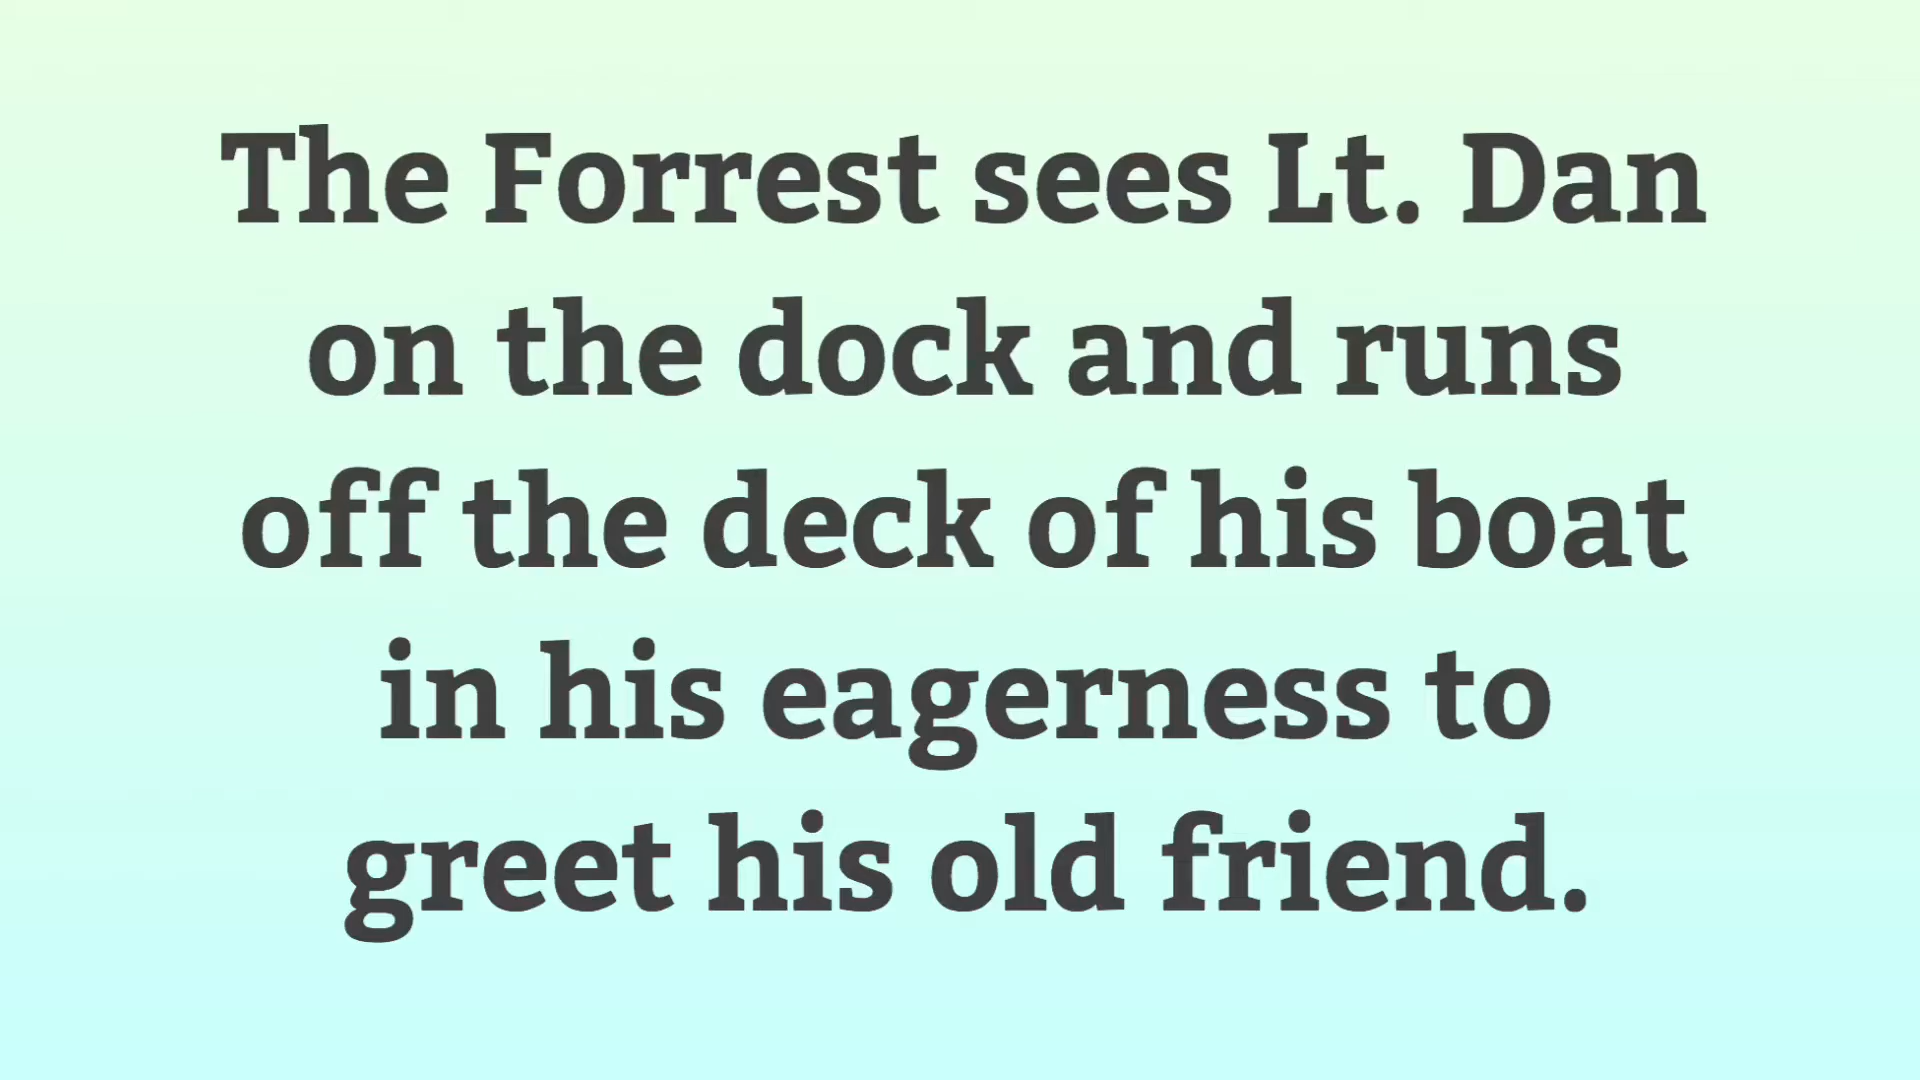 The Forrest sees Lt. Dan
on the dock and runs
off the deck of his boat
in his eagerness to
greet his old friend.